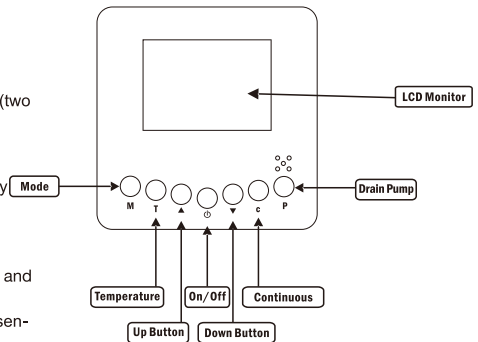 (two
LCD Monitor
y
Mode
Drain Pump
M T ▲ ⏻ ▼ c P
and
Temperature
On/Off
Continuous
sen-
Up Button
Down Button